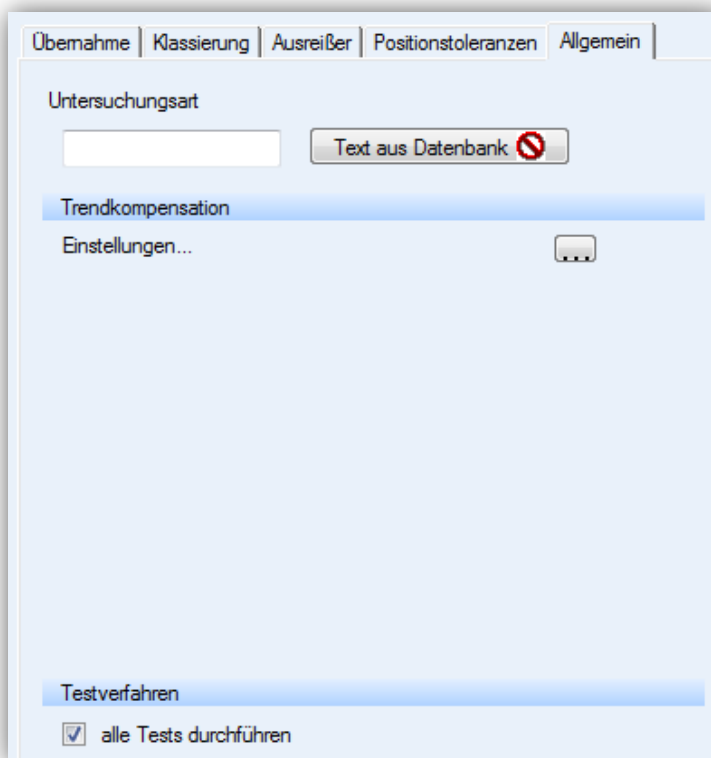 Übernahme Klassierung Ausreißer Positionstoleranzen Allgemein
Untersuchungsart
Text aus Datenbank
Trendkompensation
Einstellungen... ...
Testverfahren
alle Tests durchführen